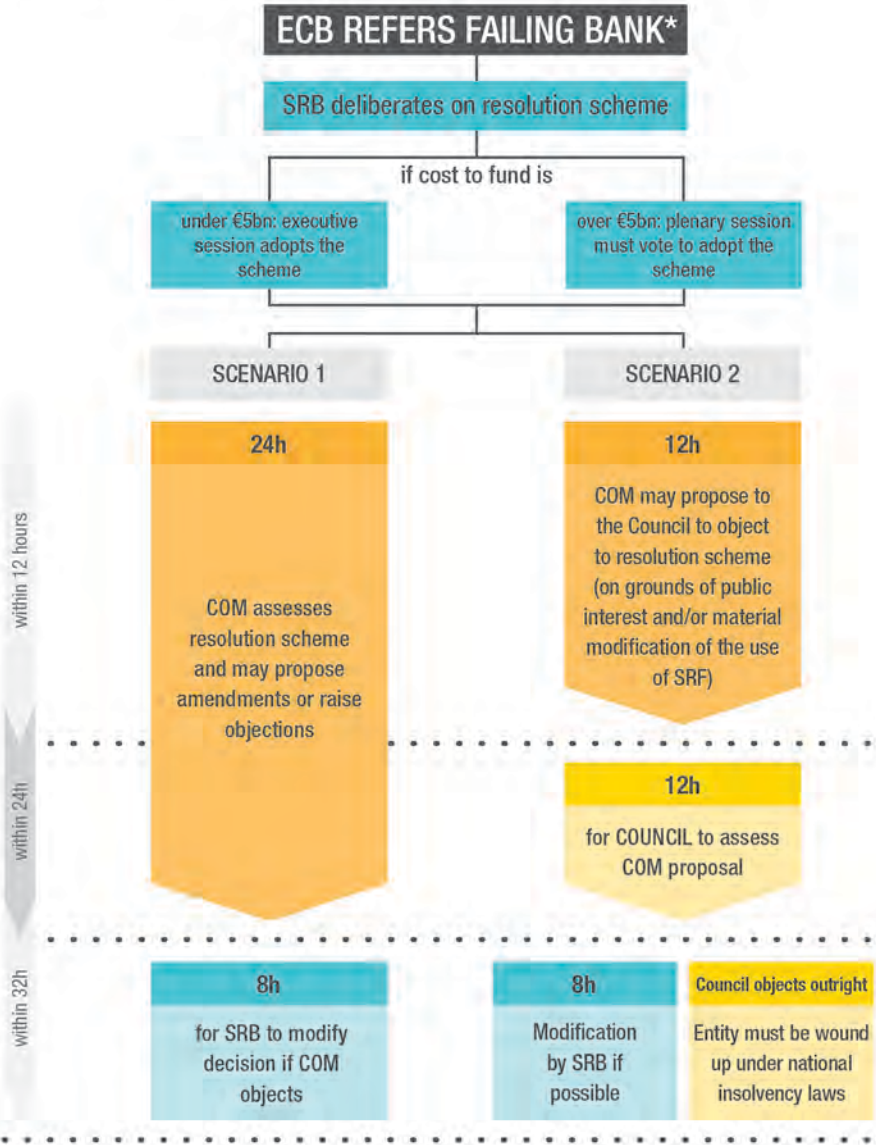 ECB REFERS FAILING BANK*
SRB deliberates on resolution scheme
if cost to fund is
under €5bn: executive
session adopts the
scheme
over €5bn: plenary session
must vote to adopt the
scheme
SCENARIO 1
SCENARIO 2
within 12 hours
24h
COM assesses
resolution scheme
and may propose
amendments or raise
objections
12h
COM may propose to
the Council to object
to resolution scheme
(on grounds of public
interest and/or material
modification of the use
of SRF)
within 24h
12h
for COUNCIL to assess
COM proposal
within 32h
8h
for SRB to modify
decision if COM
objects
8h
Modification
by SRB if
possible
Council objects outright
Entity must be wound
up under national
insolvency laws